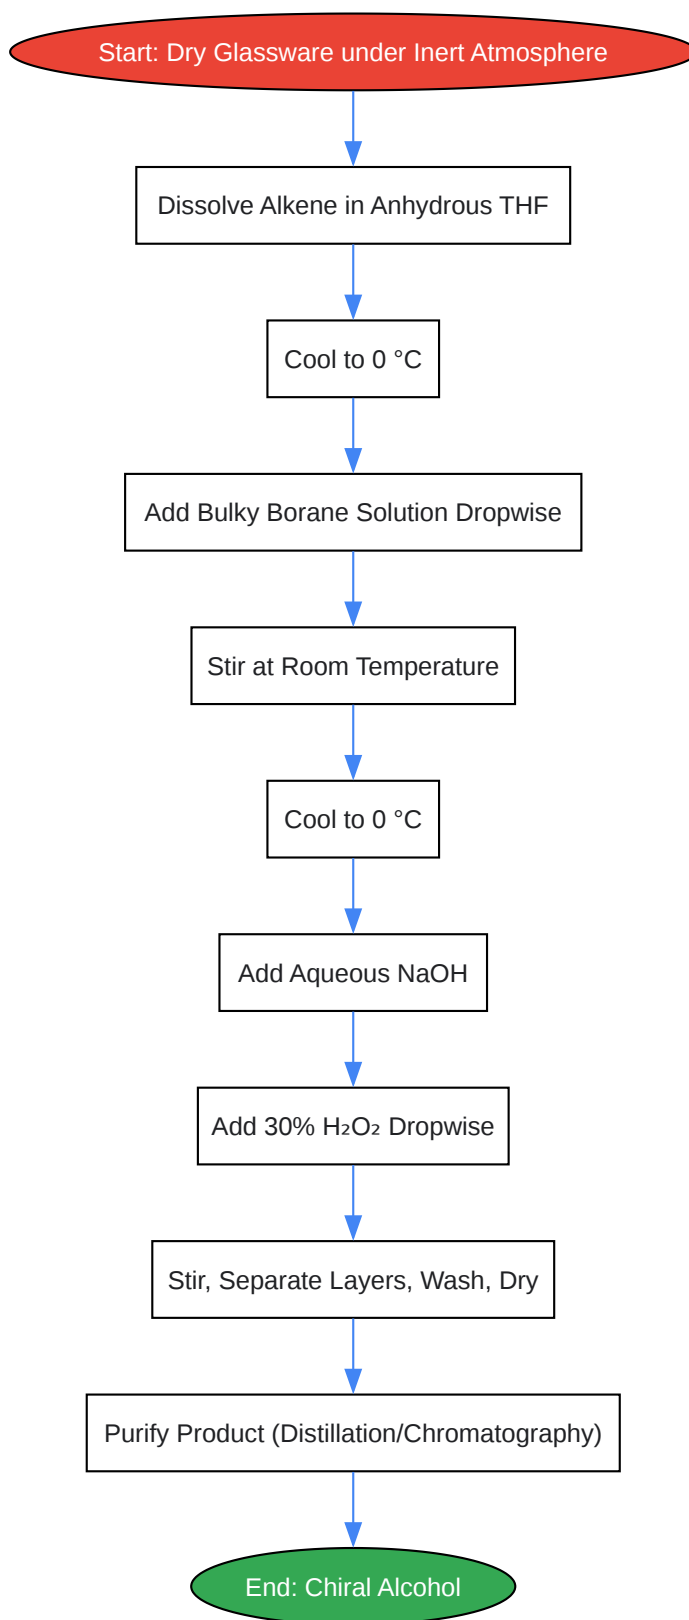 Start: Dry Glassware under Inert Atmosphere
Dissolve Alkene in Anhydrous THF
Cool to 0 °C
Add Bulky Borane Solution Dropwise
Stir at Room Temperature
Cool to 0 °C
Add Aqueous NaOH
Add 30% H₂O₂ Dropwise
Stir, Separate Layers, Wash, Dry
Purify Product (Distillation/Chromatography)
End: Chiral Alcohol